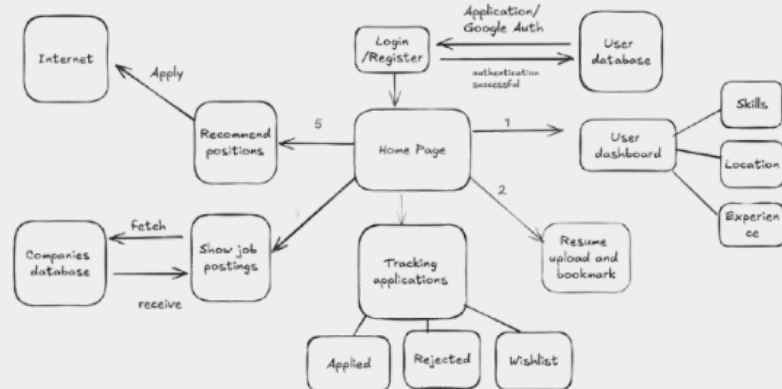 Application/
Google Auth
Login
/Register
User
database
authentication
successful
Internet
Apply
Skills
5
1
Recommend
positions
Home Page
User
dashboard
Location
2
Experien
ce
Fetch
Companies
database
Show job
postings
receive
Tracking
applications
Resume
upload and
bookmark
Applied
Rejected
Wishlist